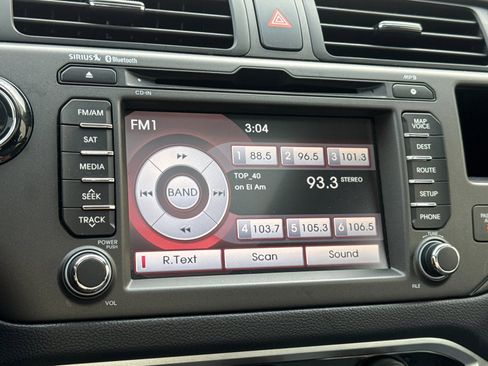 SIRIUS Bluetooth
MP3
CD-IN
FM/AM
SAT
MEDIA
SEEK
TRACK
POWER
PUSH
VOL
FM1
3:04
BAND
1 88.5
2 96.5
3 101.3
TOP_40
on El Am
93.3 STEREO
4 103.7
5 105.3
6 106.5
R.Text
Scan
Sound
MAP
VOICE
DEST
ROUTE
SETUP
PHONE
TUNE
FILE